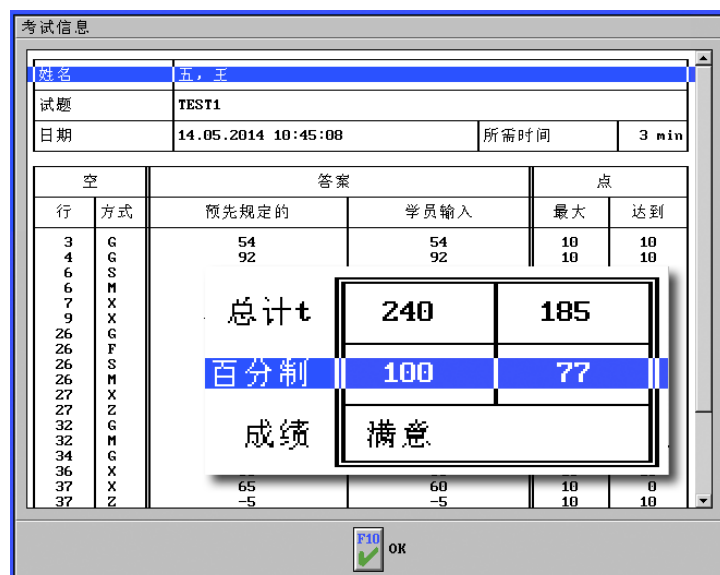 考试信息
姓名 五, 王
试题 TEST1
日期 14.05.2014 10:45:08 所需时间 3 min
空 答案 点
行 方式 预先规定的 学员输入 最大 达到
3 G 54 54 10 10
4 G 92 92 10 10
6 S
6 M
7 X
9 X
26 G
26 F
26 S
26 M
27 X
27 Z
32 G
32 M
34 G
36 X
37 X 65 60 10 0
37 Z -5 -5 10 10
总计t 240 185
百分制 100 77
成绩 满意
F10 OK